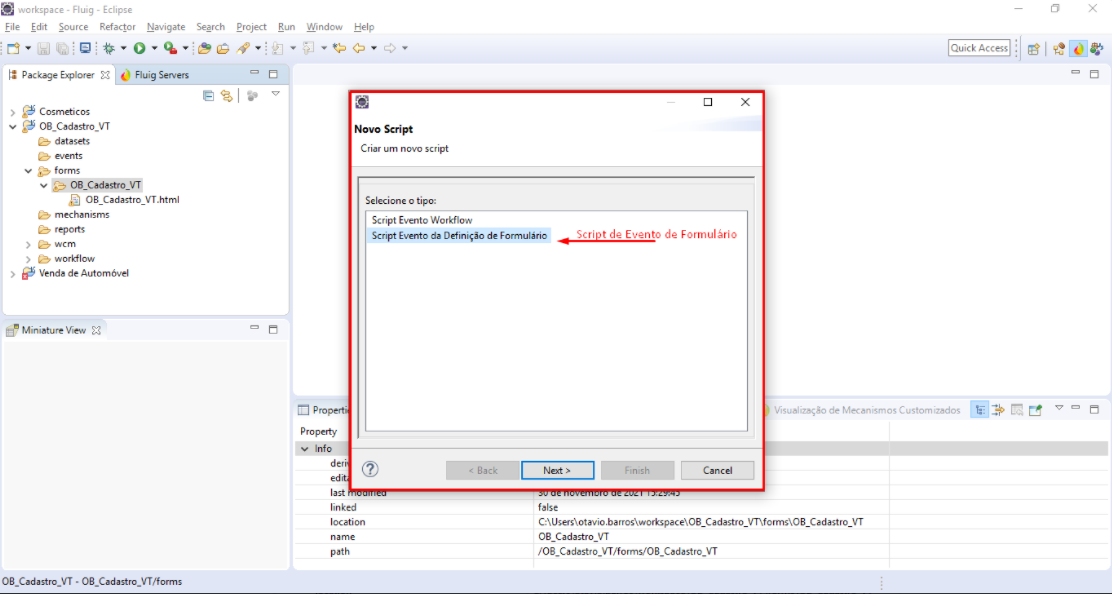 workspace - Fluig - Eclipse
File Edit Source Refactor Navigate Search Project Run Window Help
Quick Access
Package Explorer Fluig Servers
Cosmeticos
OB_Cadastro_VT
datasets
events
forms
OB_Cadastro_VT
OB_Cadastro_VT.html
mechanisms
reports
wcm
workflow
Venda de Automóvel
Miniature View
Novo Script
Criar um novo script
Selecione o tipo:
Script Evento Workflow
Script Evento da Definição de Formulário Script de Evento de Formulário
< Back Next > Finish Cancel
Visualização de Mecanismos Customizados
Property
Info
last modified 30 de novembro de 2021 15:29:43
linked false
location C:\Users\otavio.barros\workspace\OB_Cadastro_VT\forms\OB_Cadastro_VT
name OB_Cadastro_VT
path /OB_Cadastro_VT/forms/OB_Cadastro_VT
OB_Cadastro_VT - OB_Cadastro_VT/forms